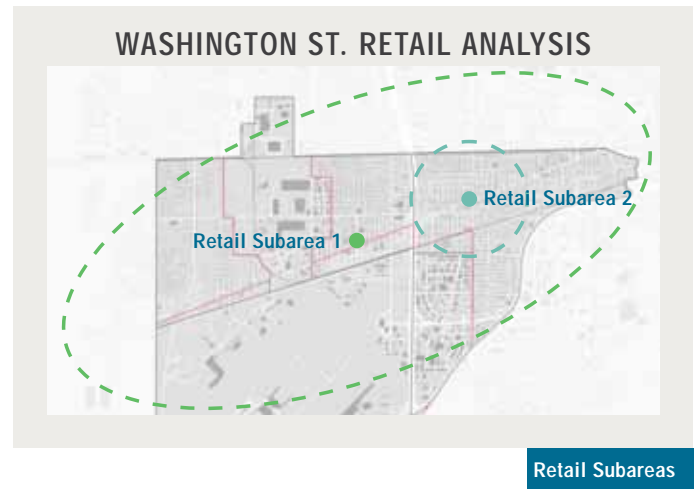 WASHINGTON ST. RETAIL ANALYSIS
Retail Subarea 2
Retail Subarea 1
Retail Subareas